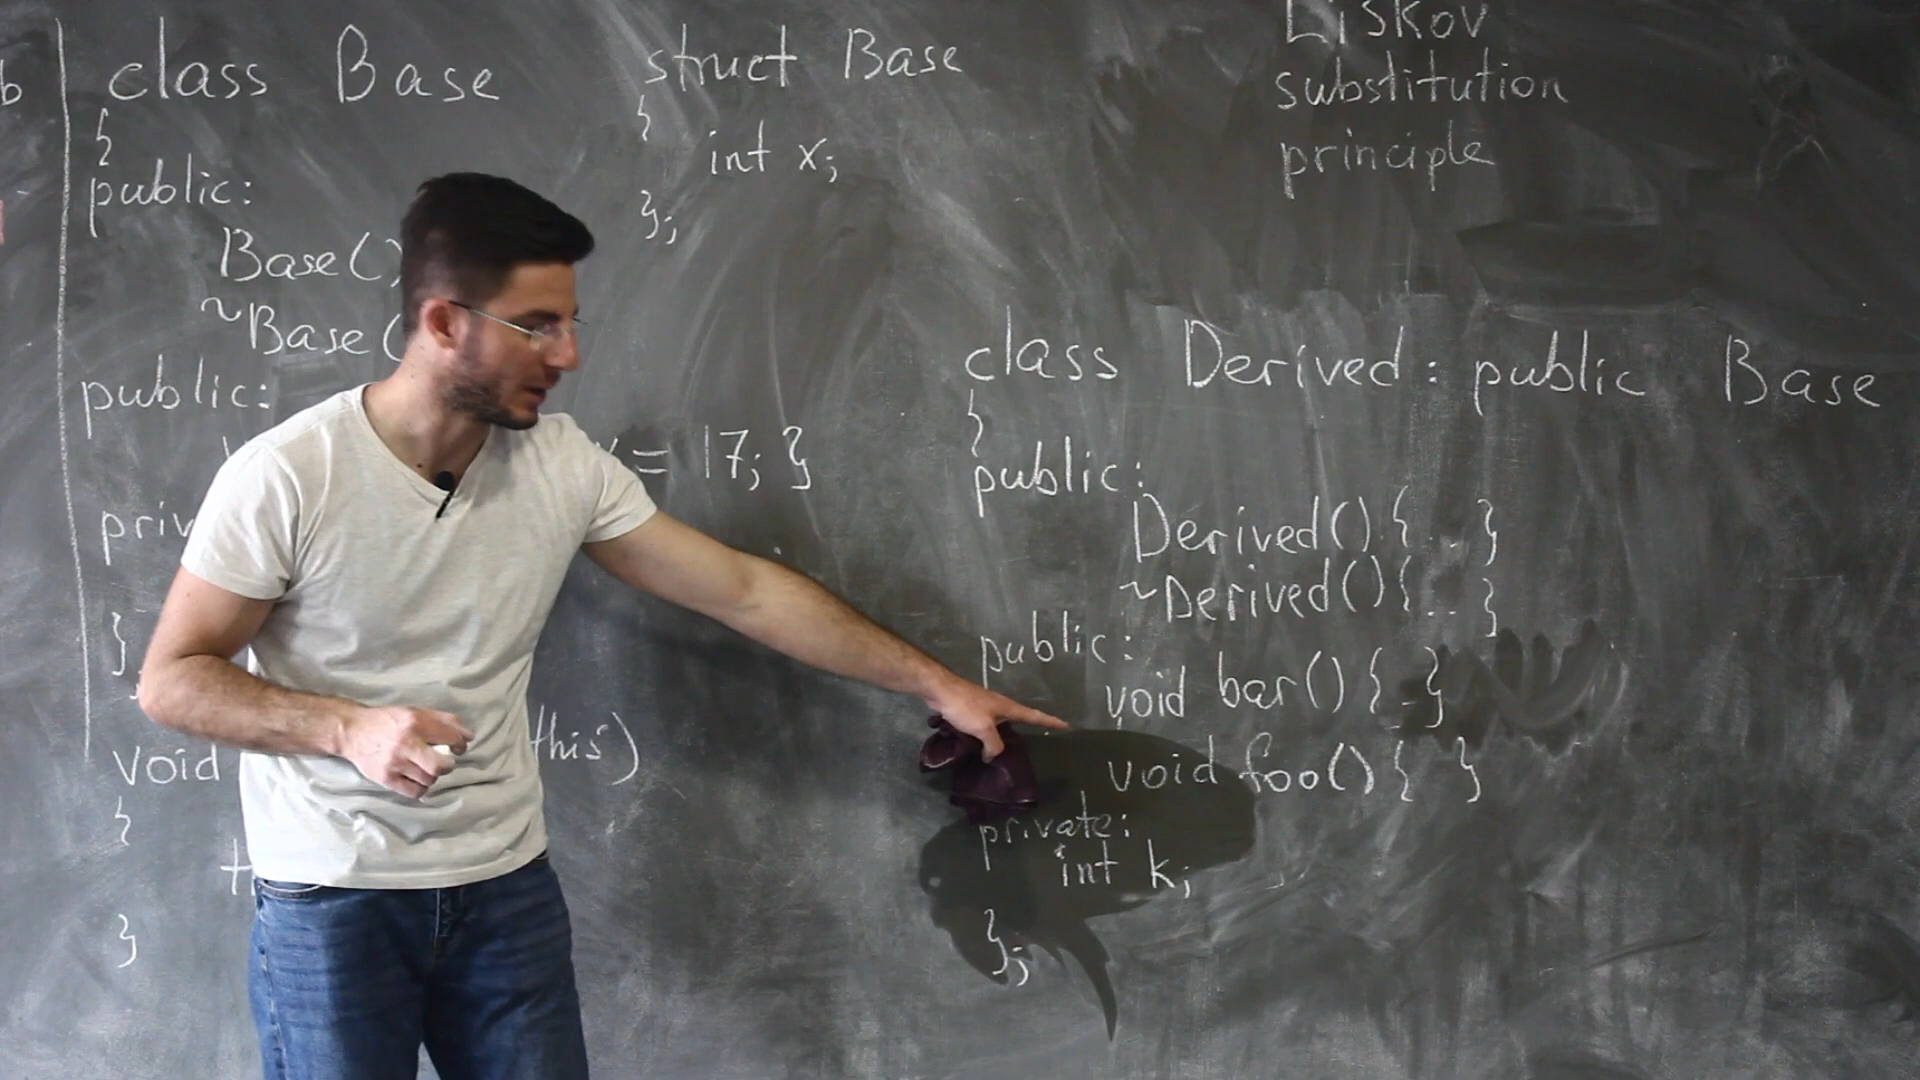 class Base
{
public:
Base()
~Base(
public:
= 17; }
priv
}
void this)
{
}
struct Base
{
int x;
};
Liskov
substitution
principle
class Derived : public Base
{
public:
Derived() { .. }
~Derived() { .. }
public:
void bar() { .. }
void foo() { }
private:
int k;
};